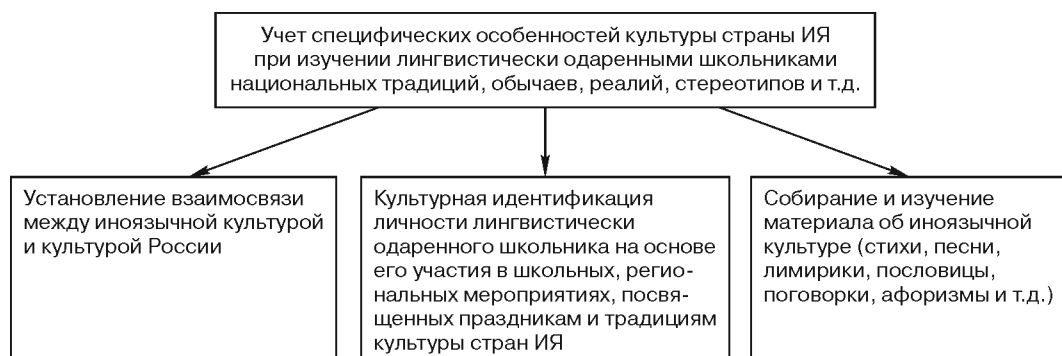 Учет специфических особенностей культуры страны ИЯ
при изучении лингвистически одаренными школьниками
национальных традиций, обычаев, реалий, стереотипов и т.д.
Установление взаимосвязи
между иноязычной культурой
и культурой России
Культурная идентификация
личности лингвистически
одаренного школьника на основе
его участия в школьных, регио-
нальных мероприятиях, посвя-
щенных праздникам и традициям
культуры стран ИЯ
Собирание и изучение
материала об иноязычной
культуре (стихи, песни,
лимирики, пословицы,
поговорки, афоризмы и т.д.)